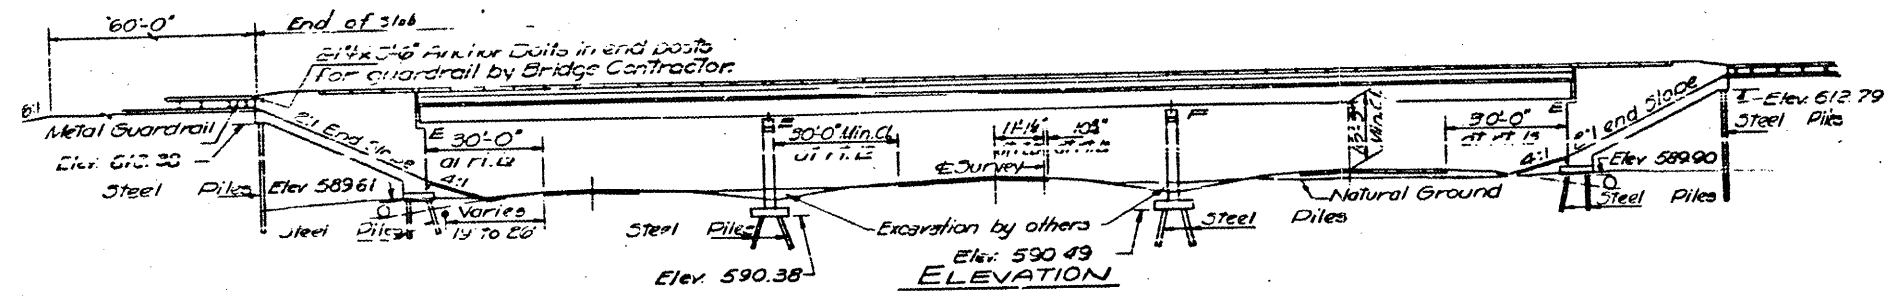 60'-0"
End of Slab
Anchor Bolts in end posts
for guardrail by Bridge Contractor.
6:1
Metal Guardrail
2:1 End Slope
E
30'-0"
at rt.
F
30'-0" Min. Cl.
at rt.
11'-
10
℄ Survey
Min. Cl.
F
30'-0"
at rt.
E
2:1 end Slope
Elev. 612.79
Steel Piles
Elev. 612.
Steel Piles
Elev 589.61
4:1
4:1
Elev 589.90
Natural Ground
Steel Piles
Varies
19' to 26'
Steel Piles
Steel Piles
Excavation by others
Steel Piles
Elev. 590.38
Elev. 590.49
ELEVATION